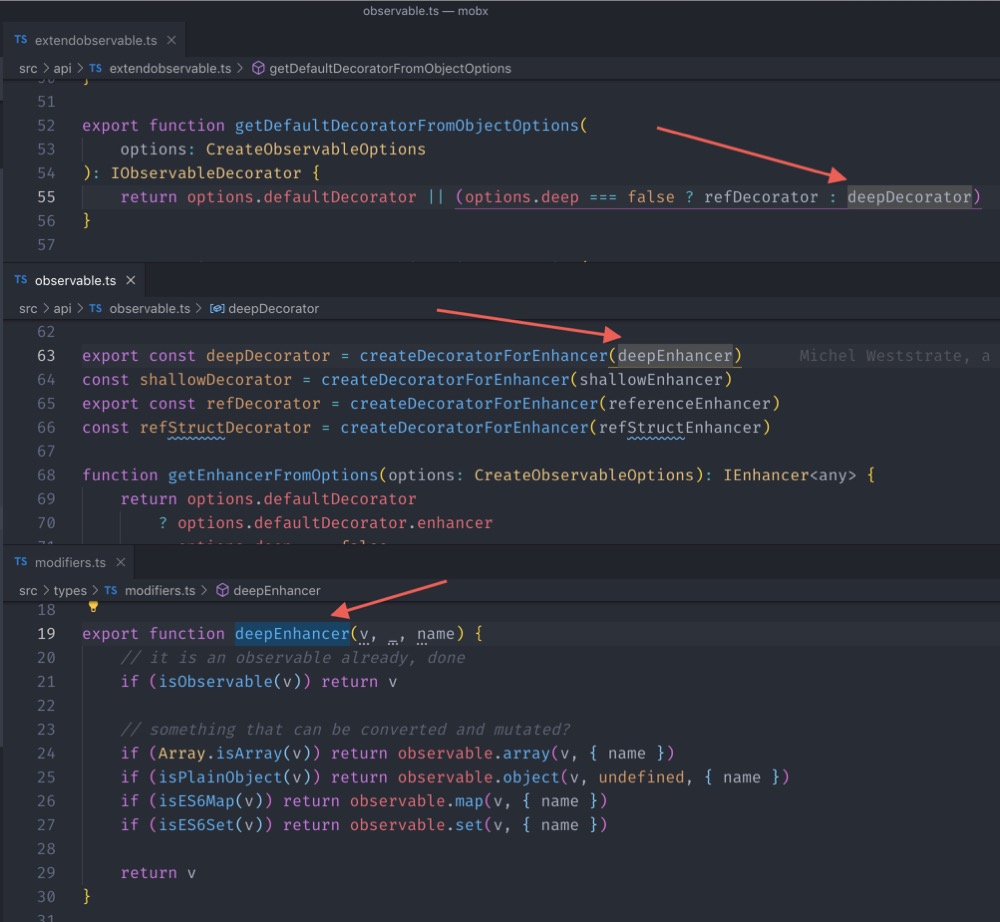 observable.ts — mobx
TS extendobservable.ts ×
src > api > TS extendobservable.ts > getDefaultDecoratorFromObjectOptions
50 }
51
52 export function getDefaultDecoratorFromObjectOptions(
53     options: CreateObservableOptions
54 ): IObservableDecorator {
55     return options.defaultDecorator || (options.deep === false ? refDecorator : deepDecorator)
56 }
57
TS observable.ts ×
src > api > TS observable.ts > deepDecorator
62
63 export const deepDecorator = createDecoratorForEnhancer(deepEnhancer) Michel Weststrate, a
64 const shallowDecorator = createDecoratorForEnhancer(shallowEnhancer)
65 export const refDecorator = createDecoratorForEnhancer(referenceEnhancer)
66 const refStructDecorator = createDecoratorForEnhancer(refStructEnhancer)
67
68 function getEnhancerFromOptions(options: CreateObservableOptions): IEnhancer<any> {
69     return options.defaultDecorator
70         ? options.defaultDecorator.enhancer
71         : options.deep === false
TS modifiers.ts ×
src > types > TS modifiers.ts > deepEnhancer
18
19 export function deepEnhancer(v, _, name) {
20     // it is an observable already, done
21     if (isObservable(v)) return v
22
23     // something that can be converted and mutated?
24     if (Array.isArray(v)) return observable.array(v, { name })
25     if (isPlainObject(v)) return observable.object(v, undefined, { name })
26     if (isES6Map(v)) return observable.map(v, { name })
27     if (isES6Set(v)) return observable.set(v, { name })
28
29     return v
30 }
31